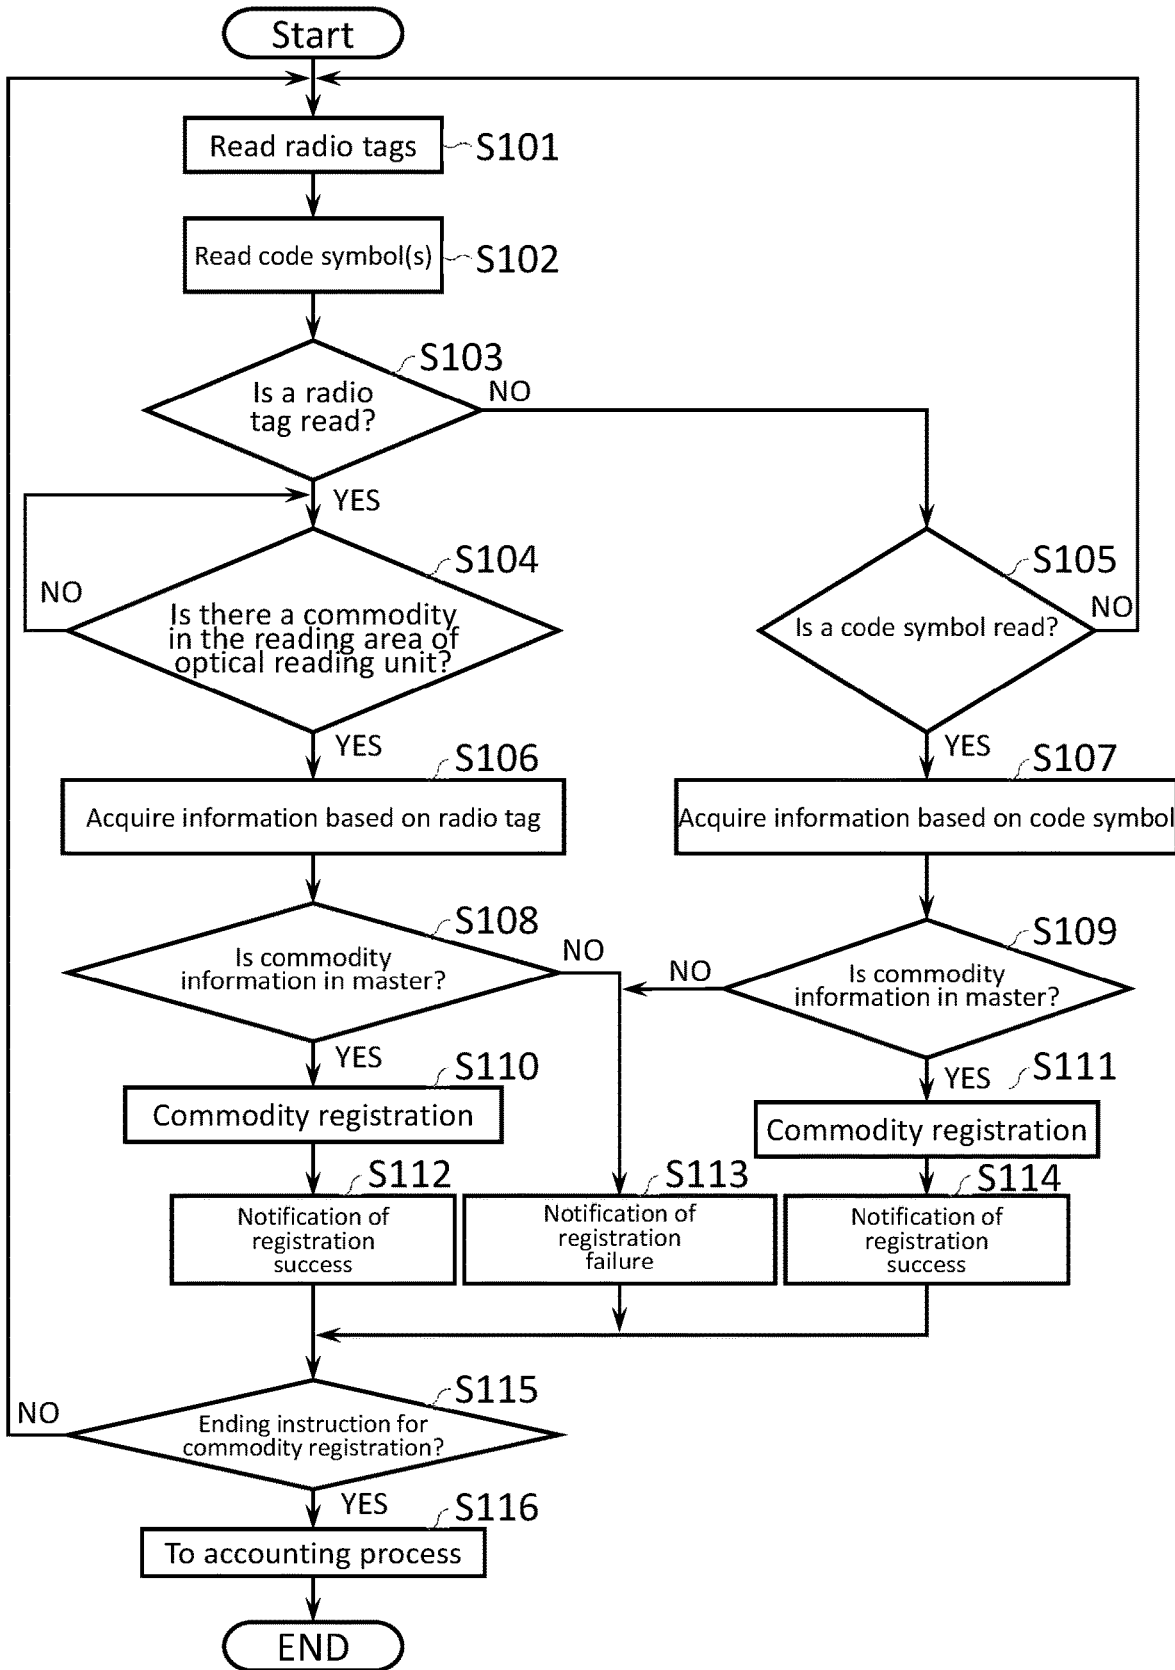 Start
Read radio tags
S101
Read code symbol(s)
S102
S103
Is a radio
tag read?
NO
YES
S104
NO
Is there a commodity
in the reading area of
optical reading unit?
S105
Is a code symbol read?
NO
YES
YES
S106
Acquire information based on radio tag
S107
Acquire information based on code symbol
S108
Is commodity
information in master?
NO
S109
NO
Is commodity
information in master?
YES
S110
Commodity registration
YES
S111
Commodity registration
S112
Notification of
registration
success
S113
Notification of
registration
failure
S114
Notification of
registration
success
S115
NO
Ending instruction for
commodity registration?
YES
S116
To accounting process
END